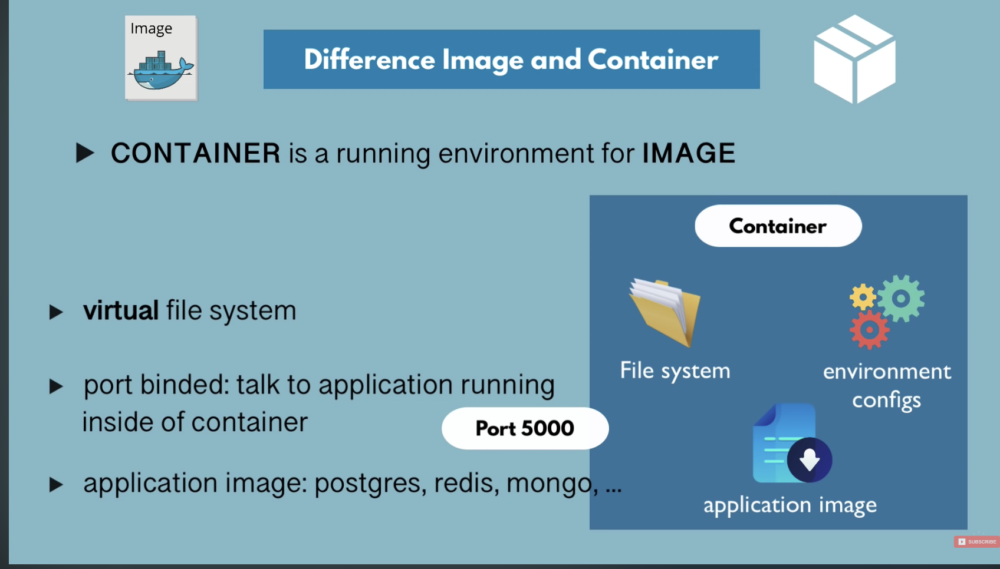 Image
Difference Image and Container
CONTAINER is a running environment for IMAGE
Container
virtual file system
File system
environment
configs
port binded: talk to application running
inside of container
Port 5000
application image: postgres, redis, mongo, ...
application image
SUBSCRIBE